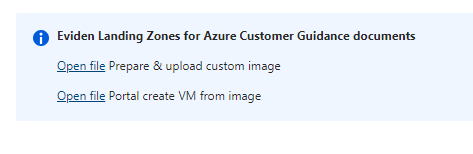 Eviden Landing Zones for Azure Customer Guidance documents
Open file Prepare & upload custom image
Open file Portal create VM from image